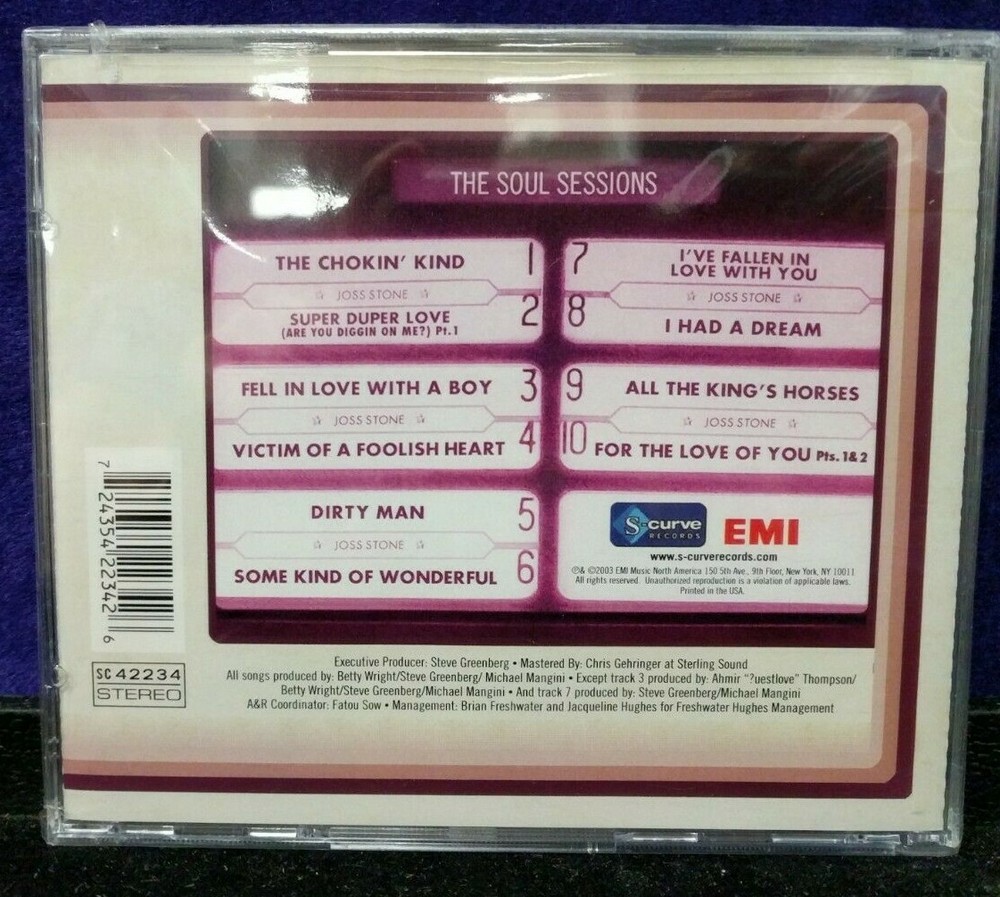 THE SOUL SESSIONS
THE CHOKIN' KIND 1
☆ JOSS STONE ☆
SUPER DUPER LOVE 2
(ARE YOU DIGGIN ON ME?) Pt.1
FELL IN LOVE WITH A BOY 3
☆ JOSS STONE ☆
VICTIM OF A FOOLISH HEART 4
DIRTY MAN 5
☆ JOSS STONE ☆
SOME KIND OF WONDERFUL 6
7 I'VE FALLEN IN
LOVE WITH YOU
☆ JOSS STONE ☆
8 I HAD A DREAM
9 ALL THE KING'S HORSES
☆ JOSS STONE ☆
10 FOR THE LOVE OF YOU Pts. 1&2
S-curve
RECORDS
EMI
www.s-curverecords.com
℗& ©2003 EMI Music North America 150 5th Ave., 9th Floor, New York, NY 10011
All rights reserved. Unauthorized reproduction is a violation of applicable laws.
Printed in the USA.
7 24354 22342 6
SC 42234
STEREO
Executive Producer: Steve Greenberg • Mastered By: Chris Gehringer at Sterling Sound
All songs produced by: Betty Wright/Steve Greenberg/ Michael Mangini • Except track 3 produced by: Ahmir "?uestlove" Thompson/
Betty Wright/Steve Greenberg/Michael Mangini • And track 7 produced by: Steve Greenberg/Michael Mangini
A&R Coordinator: Fatou Sow • Management: Brian Freshwater and Jacqueline Hughes for Freshwater Hughes Management